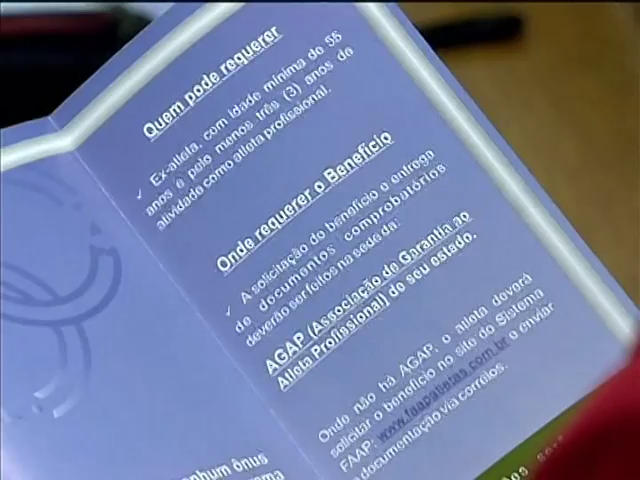 Quem pode requerer
✓ Ex-atleta, com idade mínima de 55
anos e pelo menos três (3) anos de
atividade como atleta profissional.
Onde requerer o Benefício
✓ A solicitação do benefício e entrega
de documentos comprobatórios
deverão ser feitos na sede da:
AGAP (Associação de Garantia ao
Atleta Profissional) do seu estado.
Onde não há AGAP: o atleta deverá
solicitar o benefício no site do Sistema
FAAP: www.faapatletas.com.br e enviar
documentação via correios.
ônus